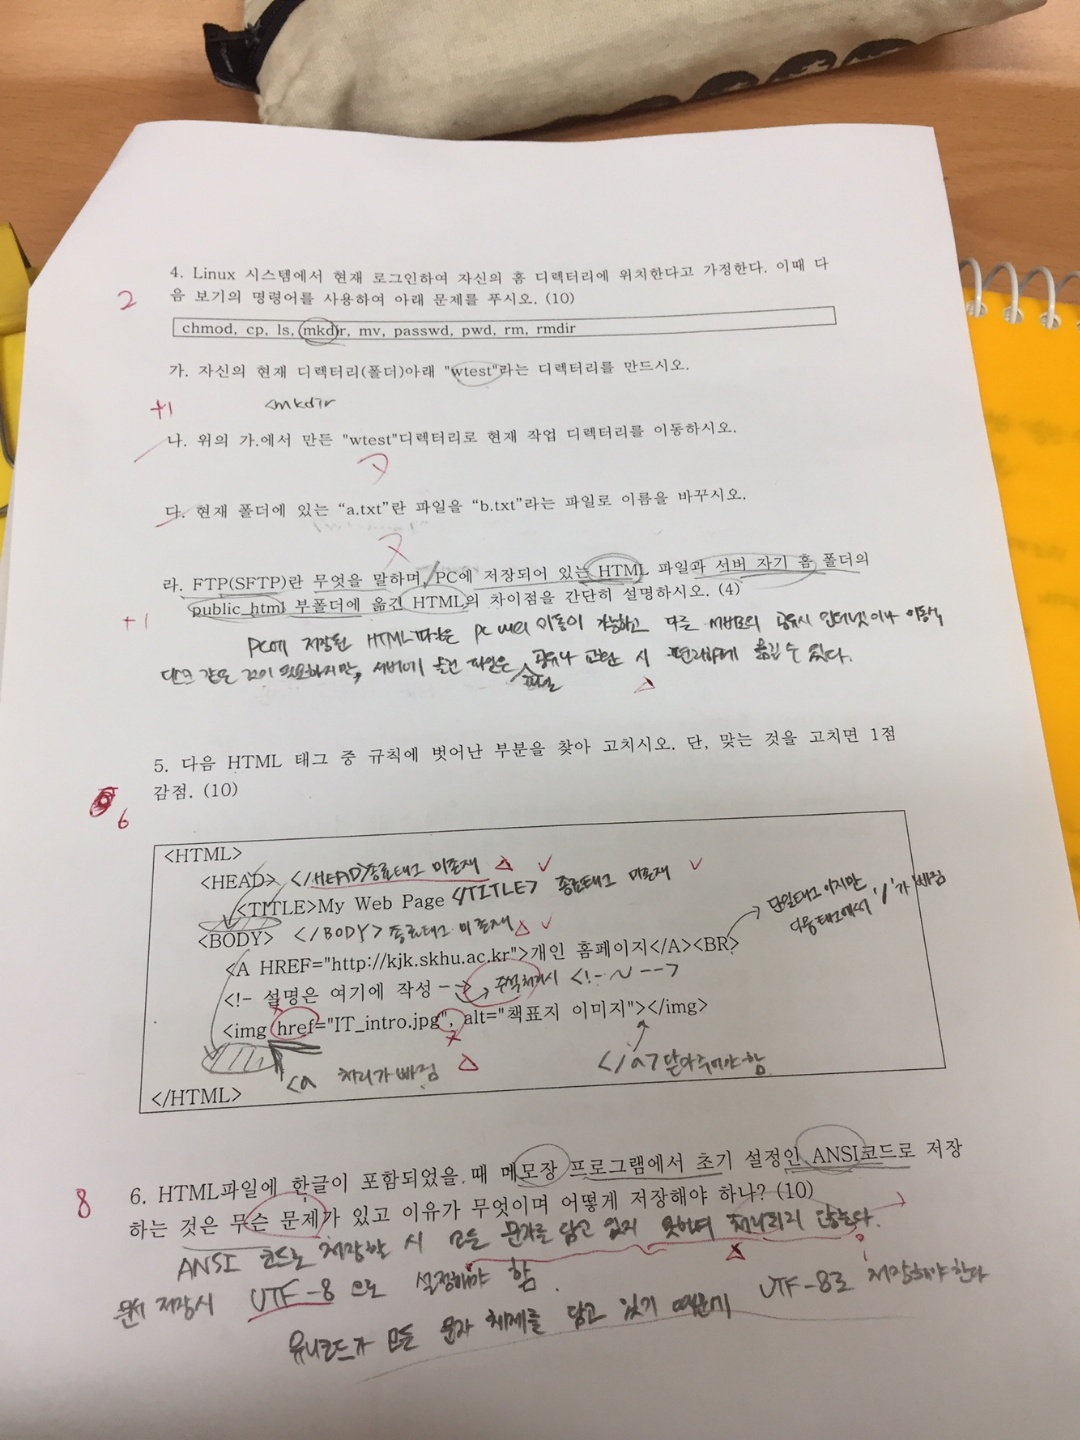 4. Linux 시스템에서 현재 로그인하여 자신의 홈 디렉터리에 위치한다고 가정한다. 이때 다
음 보기의 명령어를 사용하여 아래 문제를 푸시오. (10)
2
chmod, cp, ls, mkdir, mv, passwd, pwd, rm, rmdir
가. 자신의 현재 디렉터리(폴더)아래 "wtest"라는 디렉터리를 만드시오.
+1
<mkdir
나. 위의 가.에서 만든 "wtest"디렉터리로 현재 작업 디렉터리를 이동하시오.
다. 현재 폴더에 있는 “a.txt”란 파일을 “b.txt”라는 파일로 이름을 바꾸시오.
라. FTP(SFTP)란 무엇을 말하며, PC에 저장되어 있는 HTML 파일과 서버 자기 홈 폴더의
public_html 부폴더에 옮긴 HTML의 차이점을 간단히 설명하시오. (4)
+1
PC에 저장된 HTML파일은 PC 이동이 가능하고 다른 공유시 인터넷이나 이동식
같은 것이 필요하지만, 서버에 옮긴 파일은 공유나 시 편리하게 옮길 수 있다.
파일
5. 다음 HTML 태그 중 규칙에 벗어난 부분을 찾아 고치시오. 단, 맞는 것을 고치면 1점
감점. (10)
6
<HTML>
<HEAD> </HEAD>종료태그 미존재
<TITLE>My Web Page </TITLE> 종료태그 미존재
<BODY> </BODY> 종료태그 미존재
단일태그이지만
다음태그에서 '/'가 빠짐
<A HREF="http://kjk.skhu.ac.kr">개인 홈페이지</A><BR>
<!- 설명은 여기에 작성 --> 주석처리시 <!- ~ -->
<img href="IT_intro.jpg", alt="책표지 이미지"></img>
<a 처리가 빠짐
</a> 닫아주어야함
</HTML>
8
6. HTML파일에 한글이 포함되었을 때 메모장 프로그램에서 초기 설정인 ANSI코드로 저장
하는 것은 무슨 문제가 있고 이유가 무엇이며 어떻게 저장해야 하나? (10)
ANSI 코드로 저장할 시 모든 문자를 담고 있지 못하며 처리되지 않는다.
문서 저장시 UTF-8 으로 설정해야 함.
유니코드가 모든 문자 체제를 담고 있기 때문에 UTF-8로 저장해야한다